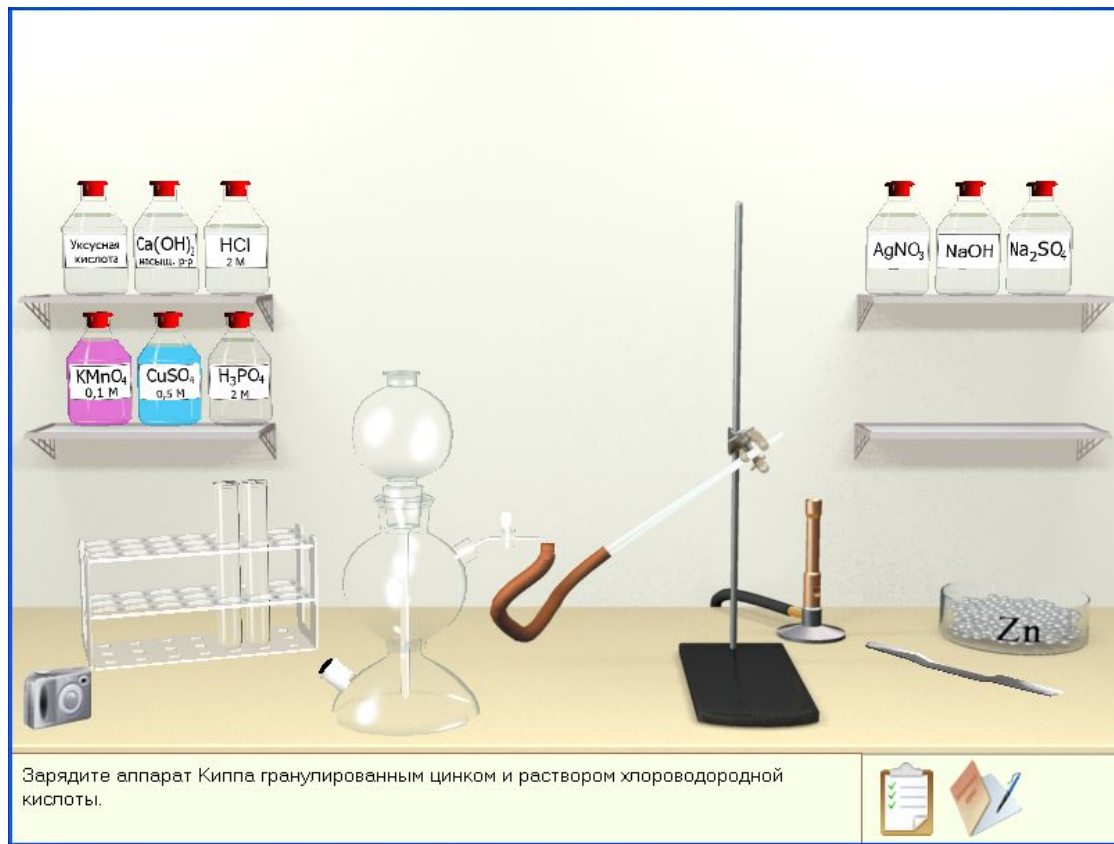 Уксусная
кислота
Ca(OH)₂
насыщ. р-р
HCl
2 М
AgNO₃
NaOH
Na₂SO₄
KMnO₄
0,1 М
CuSO₄
0,5 М
H₃PO₄
2 М
Zn
Зарядите аппарат Киппа гранулированным цинком и раствором хлороводородной
кислоты.